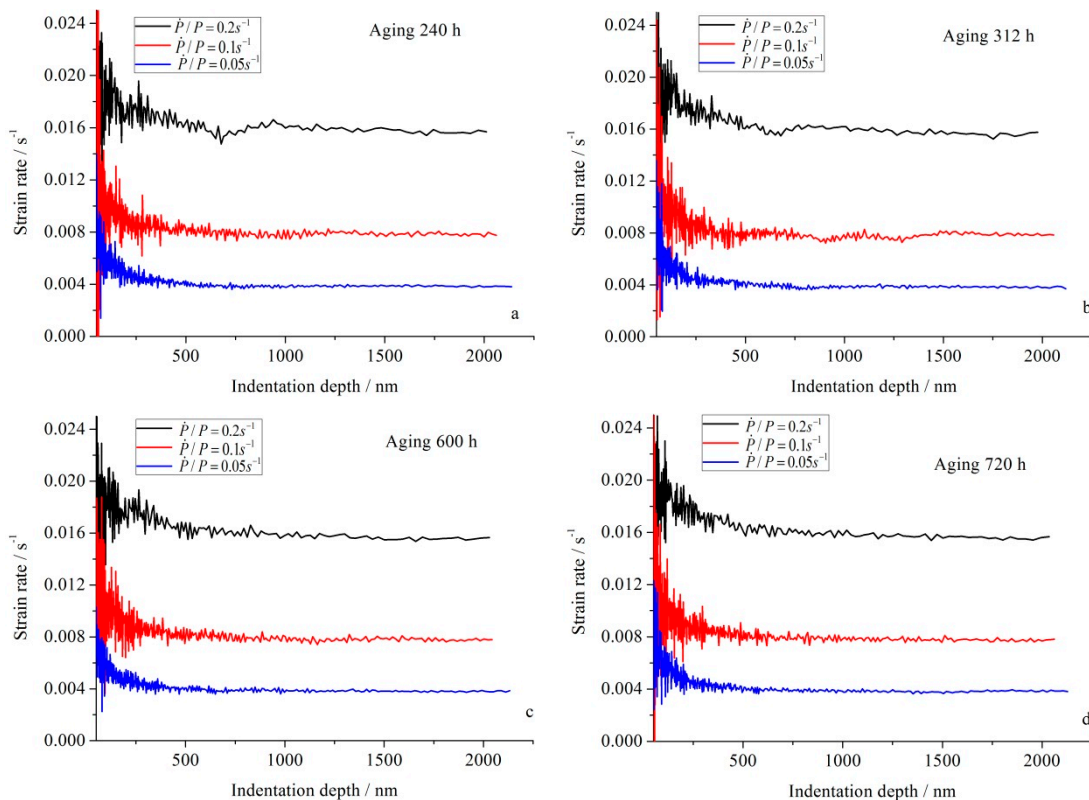 0.024
0.020
0.016
0.012
0.008
0.004
0.000
Strain rate / s⁻¹
Ṗ / P = 0.2s⁻¹
Ṗ / P = 0.1s⁻¹
Ṗ / P = 0.05s⁻¹
Aging 240 h
a
500 1000 1500 2000
Indentation depth / nm
0.024
0.020
0.016
0.012
0.008
0.004
0.000
Strain rate / s⁻¹
Ṗ / P = 0.2s⁻¹
Ṗ / P = 0.1s⁻¹
Ṗ / P = 0.05s⁻¹
Aging 312 h
b
500 1000 1500 2000
Indentation depth / nm
0.024
0.020
0.016
0.012
0.008
0.004
0.000
Strain rate / s⁻¹
Ṗ / P = 0.2s⁻¹
Ṗ / P = 0.1s⁻¹
Ṗ / P = 0.05s⁻¹
Aging 600 h
c
500 1000 1500 2000
Indentation depth / nm
0.024
0.020
0.016
0.012
0.008
0.004
0.000
Strain rate / s⁻¹
Ṗ / P = 0.2s⁻¹
Ṗ / P = 0.1s⁻¹
Ṗ / P = 0.05s⁻¹
Aging 720 h
d
500 1000 1500 2000
Indentation depth / nm